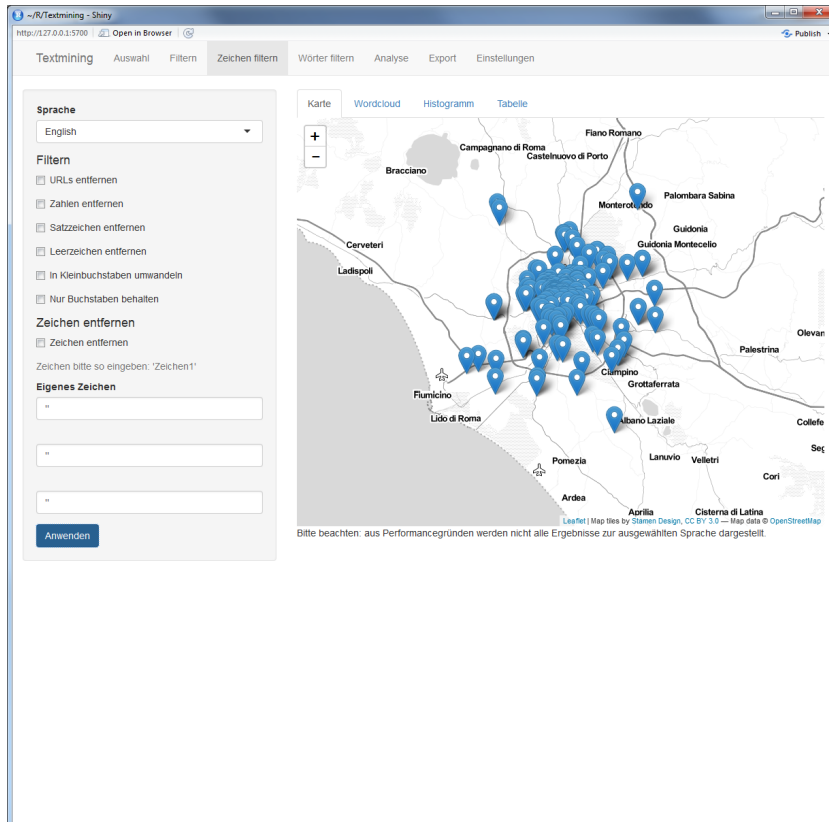 ~/R/Textmining - Shiny
http://127.0.0.1:5700 Open in Browser Publish
Textmining Auswahl Filtern Zeichen filtern Wörter filtern Analyse Export Einstellungen
Sprache
English
Filtern
URLs entfernen
Zahlen entfernen
Satzzeichen entfernen
Leerzeichen entfernen
In Kleinbuchstaben umwandeln
Nur Buchstaben behalten
Zeichen entfernen
Zeichen entfernen
Zeichen bitte so eingeben: 'Zeichen1'
Eigenes Zeichen
''
''
''
Anwenden
Karte Wordcloud Histogramm Tabelle
+
−
Fiano Romano
Campagnano di Roma
Castelnuovo di Porto
Bracciano
Palombara Sabina
Monterotondo
Guidonia
Guidonia Montecelio
Cerveteri
Ladispoli
Olevan
Palestrina
Ciampino
Grottaferrata
Fiumicino
Lido di Roma
Albano Laziale
Collefe
Seg
Pomezia
Lanuvio
Velletri
Cori
Ardea
Aprilia
Cisterna di Latina
Leaflet | Map tiles by Stamen Design, CC BY 3.0 — Map data © OpenStreetMap
Bitte beachten: aus Performancegründen werden nicht alle Ergebnisse zur ausgewählten Sprache dargestellt.